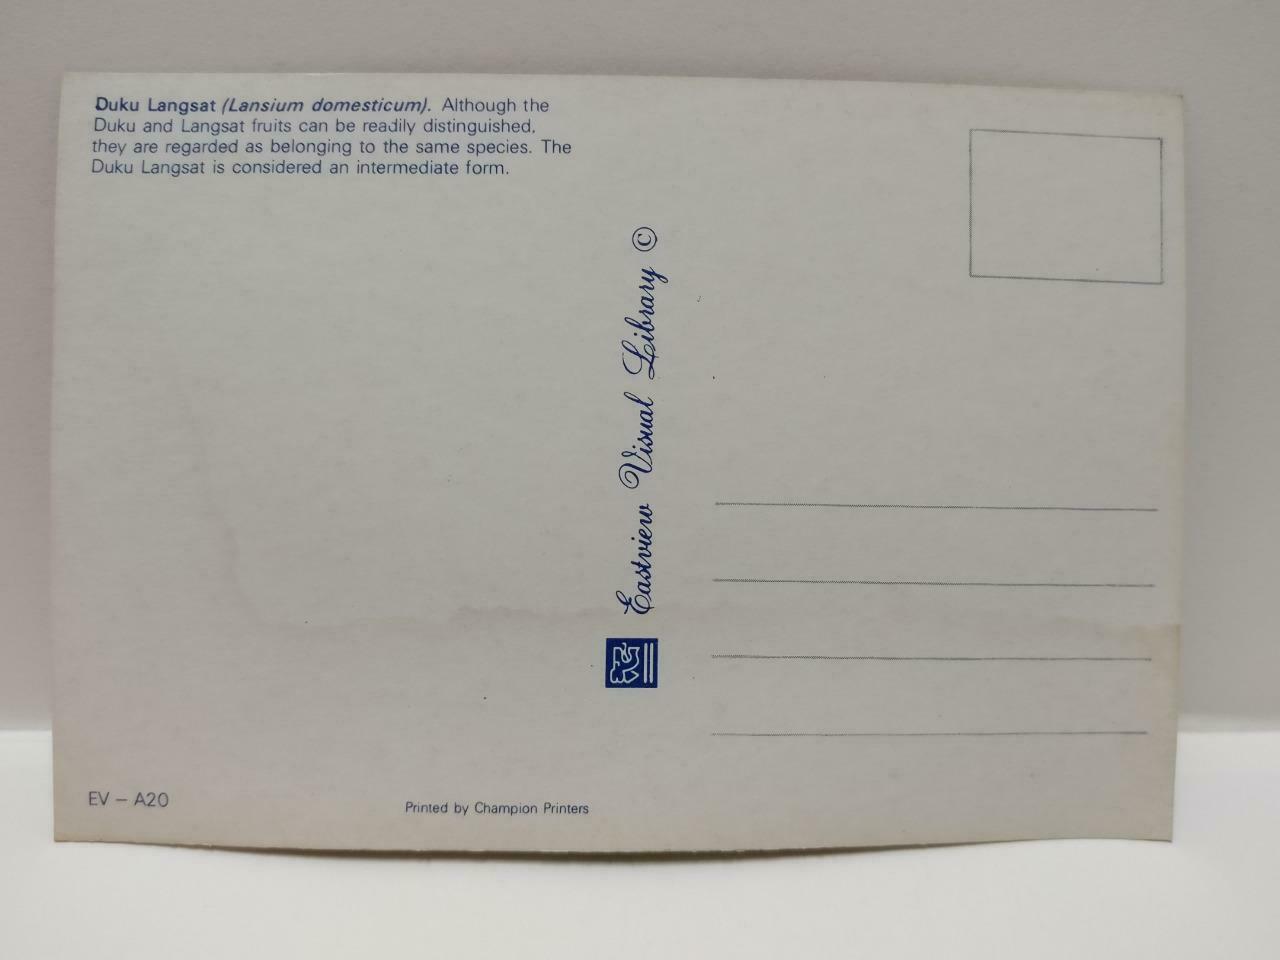 Duku Langsat (Lansium domesticum). Although the
Duku and Langsat fruits can be readily distinguished,
they are regarded as belonging to the same species. The
Duku Langsat is considered an intermediate form.
Eastview Visual Library ©
EV – A20
Printed by Champion Printers